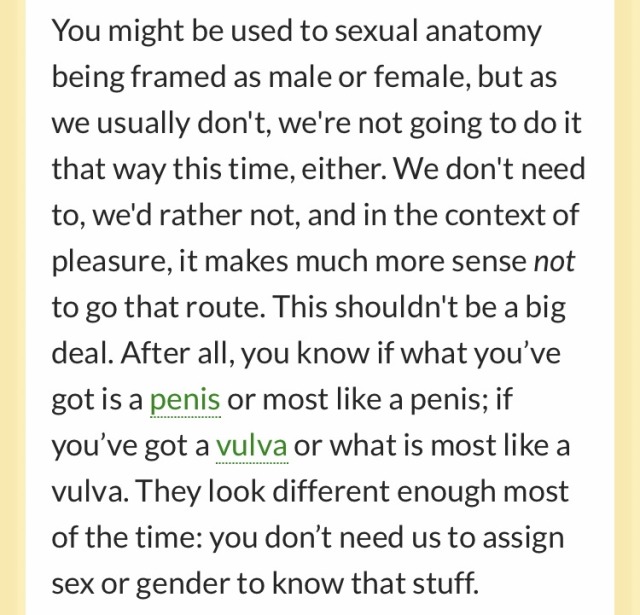 You might be used to sexual anatomy
being framed as male or female, but as
we usually don't, we're not going to do it
that way this time, either. We don't need
to, we'd rather not, and in the context of
pleasure, it makes much more sense not
to go that route. This shouldn't be a big
deal. After all, you know if what you’ve
got is a penis or most like a penis; if
you’ve got a vulva or what is most like a
vulva. They look different enough most
of the time: you don’t need us to assign
sex or gender to know that stuff.